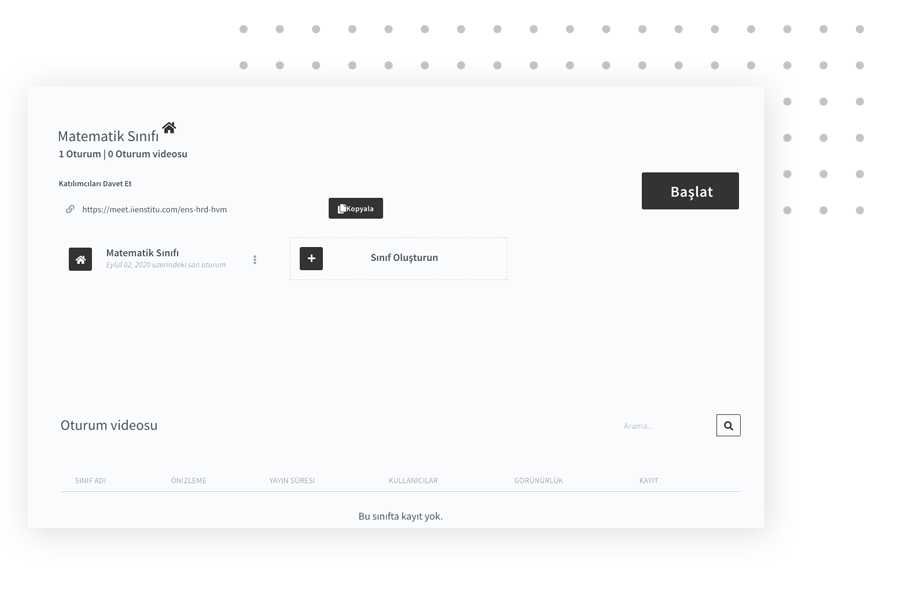 Matematik Sınıfı
1 Oturum | 0 Oturum videosu
Katılımcıları Davet Et
Başlat
https://meet.iienstitu.com/ens-hrd-hvm
Kopyala
Matematik Sınıfı
Eylül 02, 2020 üzerindeki son oturum
Sınıf Oluşturun
Oturum videosu
Arama...
SINIF ADI ÖNİZLEME YAYIN SÜRESİ KULLANICILAR GÖRÜNÜRLÜK KAYIT
Bu sınıfta kayıt yok.